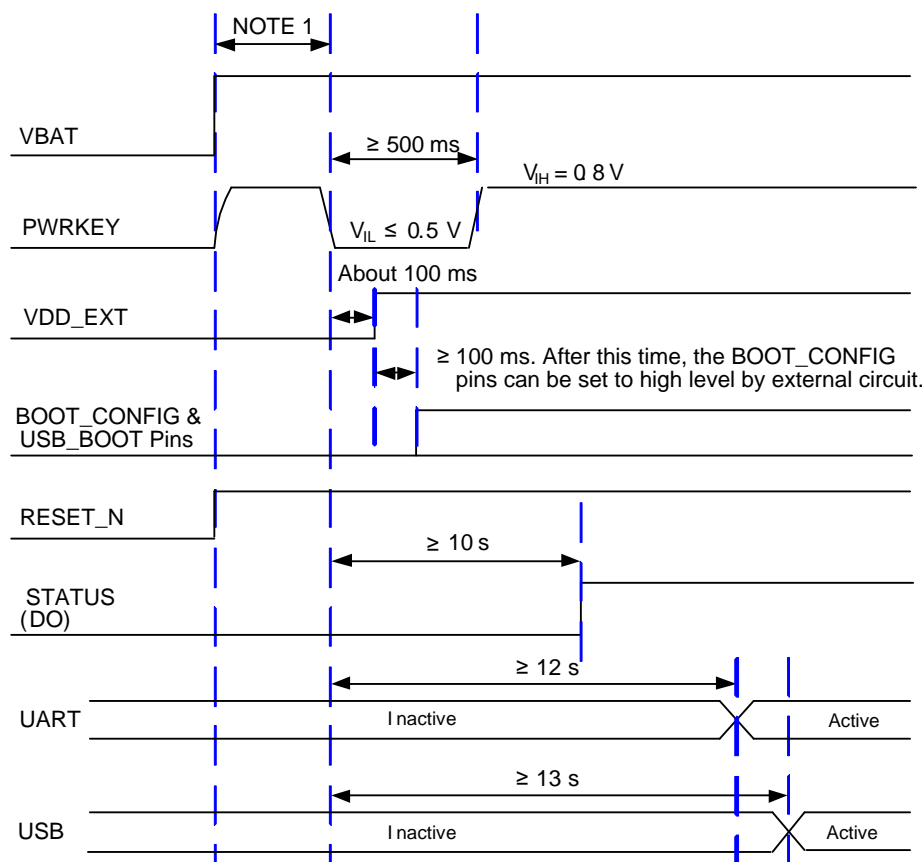 NOTE 1
VBAT
≥ 500 ms
VIH = 0.8 V
PWRKEY
VIL ≤ 0.5 V
About 100 ms
VDD_EXT
≥ 100 ms. After this time, the BOOT_CONFIG
pins can be set to high level by external circuit.
BOOT_CONFIG &
USB_BOOT Pins
RESET_N
≥ 10 s
STATUS
(DO)
≥ 12 s
UART
Inactive
Active
≥ 13 s
USB
Inactive
Active